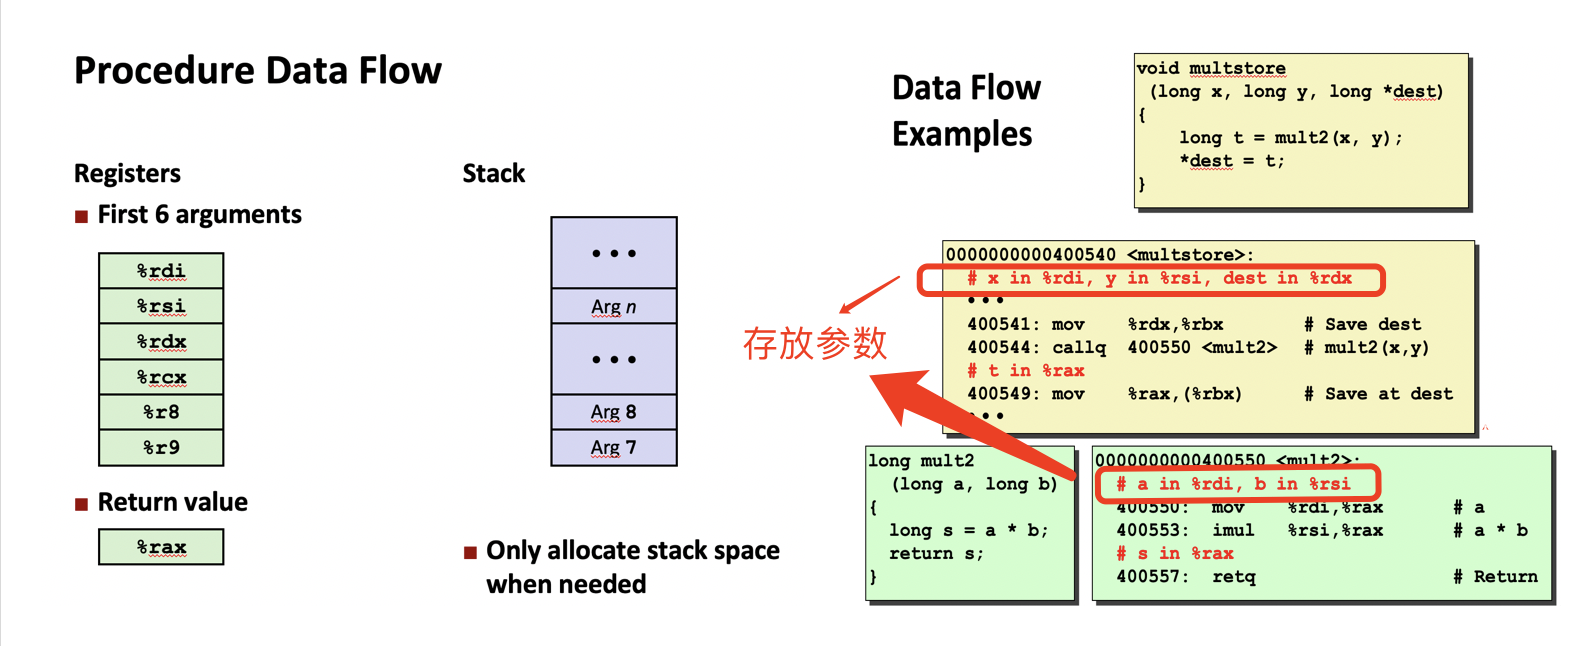 Procedure Data Flow
Registers
■ First 6 arguments
%rdi
%rsi
%rdx
%rcx
%r8
%r9
■ Return value
%rax
Stack
• • •
Arg n
• • •
Arg 8
Arg 7
■ Only allocate stack space
when needed
Data Flow
Examples
void multstore
(long x, long y, long *dest)
{
long t = mult2(x, y);
*dest = t;
}
0000000000400540 <multstore>:
# x in %rdi, y in %rsi, dest in %rdx
• • •
400541: mov %rdx,%rbx # Save dest
400544: callq 400550 <mult2> # mult2(x,y)
# t in %rax
400549: mov %rax,(%rbx) # Save at dest
• • •
存放参数
long mult2
(long a, long b)
{
long s = a * b;
return s;
}
0000000000400550 <mult2>:
# a in %rdi, b in %rsi
400550: mov %rdi,%rax # a
400553: imul %rsi,%rax # a * b
# s in %rax
400557: retq # Return